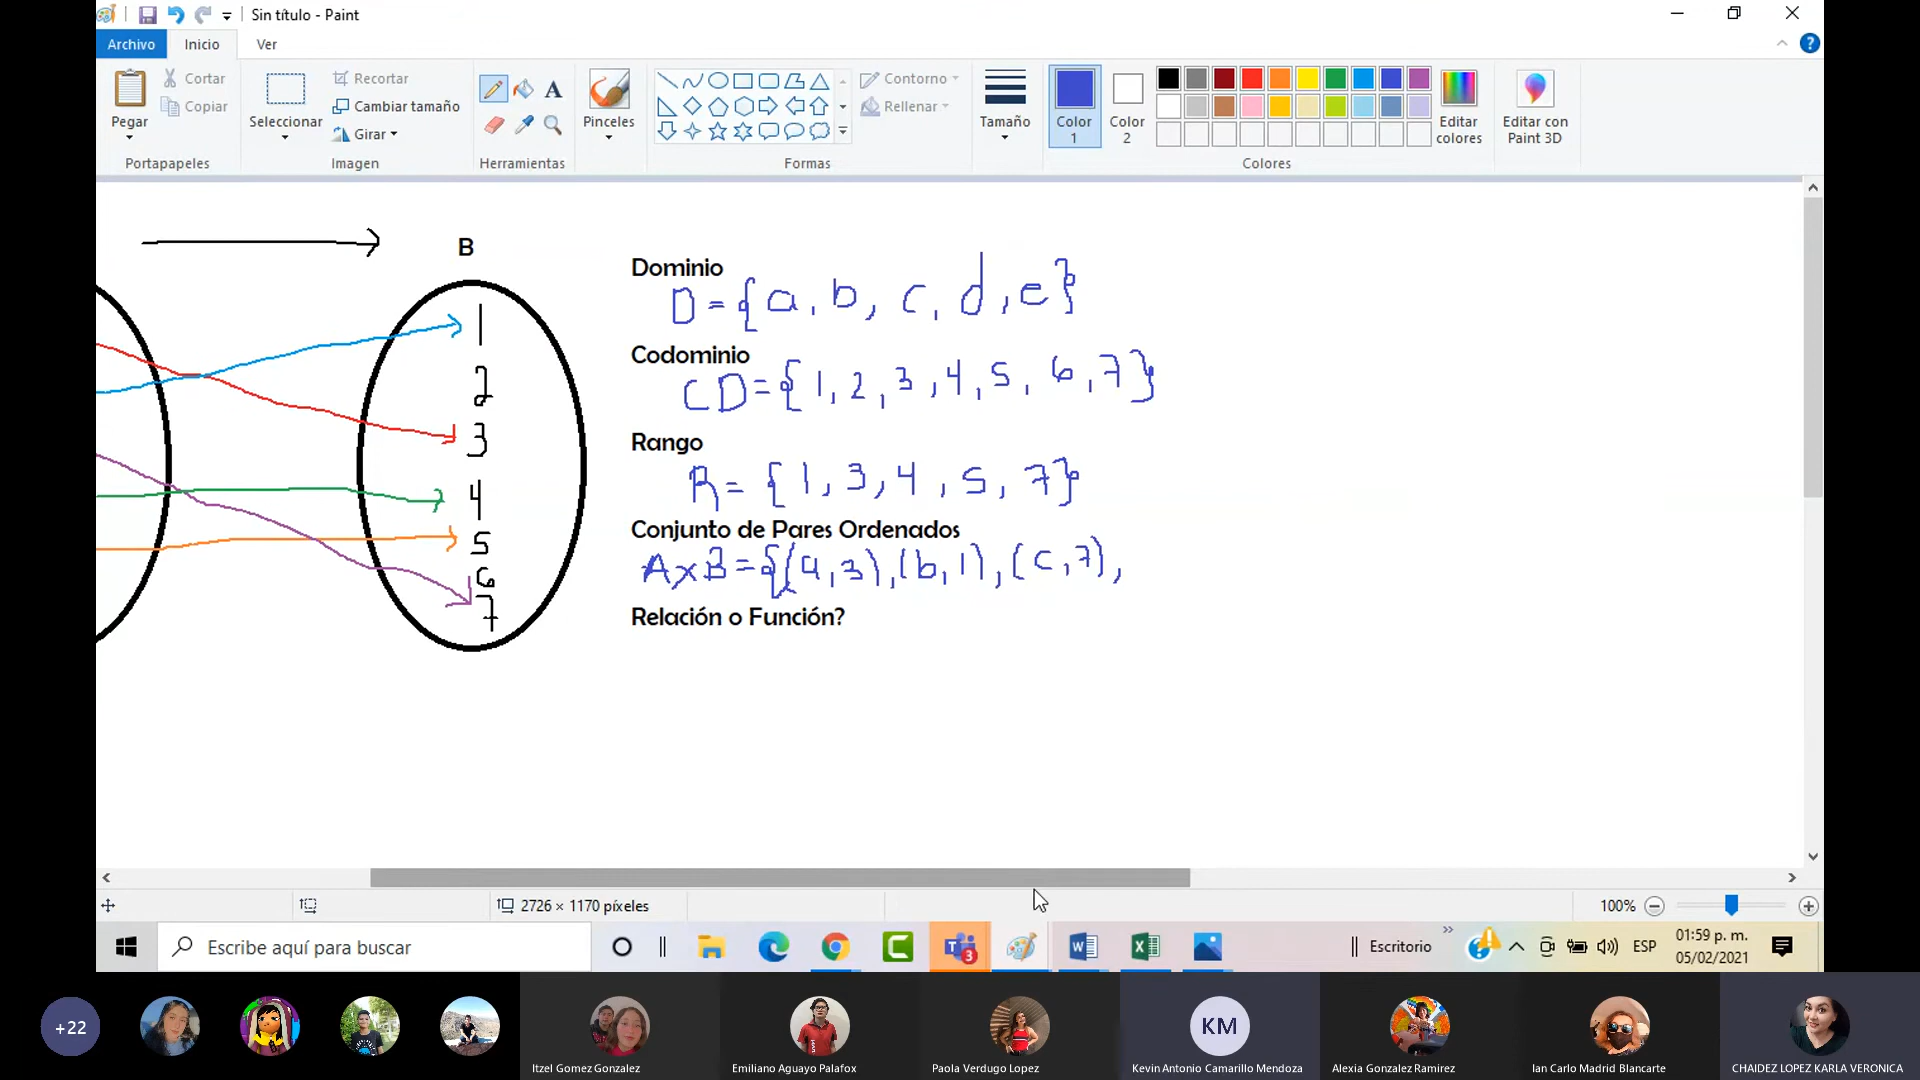 Sin título - Paint
Archivo Inicio Ver
Pegar
Cortar
Copiar
Portapapeles
Seleccionar
Recortar
Cambiar tamaño
Girar
Imagen
A
Herramientas
Pinceles
Contorno
Rellenar
Formas
Tamaño
Color 1
Color 2
Editar colores
Editar con Paint 3D
Colores
B
1
2
3
4
5
6
7
Dominio
D = {a, b, c, d, e}
Codominio
CD = {1, 2, 3, 4, 5, 6, 7}
Rango
R = {1, 3, 4, 5, 7}
Conjunto de Pares Ordenados
A x B = {(a, 3), (b, 1), (c, 7),
Relación o Función?
2726 × 1170 píxeles
100%
Escribe aquí para buscar
3
Escritorio
ESP
01:59 p. m.
05/02/2021
+22
KM
Itzel Gomez Gonzalez
Emiliano Aguayo Palafox
Paola Verdugo Lopez
Kevin Antonio Camarillo Mendoza
Alexia Gonzalez Ramirez
Ian Carlo Madrid Blancarte
CHAIDEZ LOPEZ KARLA VERONICA